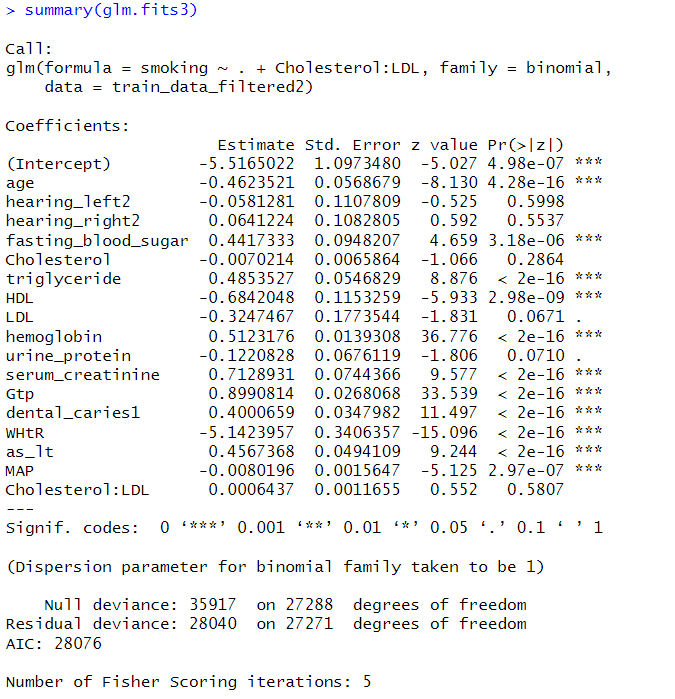 > summary(glm.fits3)
Call:
glm(formula = smoking ~ . + Cholesterol:LDL, family = binomial,
    data = train_data_filtered2)
Coefficients:
                     Estimate Std. Error z value Pr(>|z|)
(Intercept)        -5.5165022  1.0973480  -5.027 4.98e-07 ***
age                -0.4623521  0.0568679  -8.130 4.28e-16 ***
hearing_left2      -0.0581281  0.1107809  -0.525   0.5998
hearing_right2      0.0641224  0.1082805   0.592   0.5537
fasting_blood_sugar  0.4417333  0.0948207   4.659 3.18e-06 ***
Cholesterol        -0.0070214  0.0065864  -1.066   0.2864
triglyceride        0.4853527  0.0546829   8.876  < 2e-16 ***
HDL                -0.6842048  0.1153259  -5.933 2.98e-09 ***
LDL                -0.3247467  0.1773544  -1.831   0.0671 .
hemoglobin          0.5123176  0.0139308  36.776  < 2e-16 ***
urine_protein      -0.1220828  0.0676119  -1.806   0.0710 .
serum_creatinine    0.7128931  0.0744366   9.577  < 2e-16 ***
Gtp                 0.8990814  0.0268068  33.539  < 2e-16 ***
dental_caries1      0.4000659  0.0347982  11.497  < 2e-16 ***
WHtR               -5.1423957  0.3406357 -15.096  < 2e-16 ***
as_lt               0.4567368  0.0494109   9.244  < 2e-16 ***
MAP                -0.0080196  0.0015647  -5.125 2.97e-07 ***
Cholesterol:LDL     0.0006437  0.0011655   0.552   0.5807
---
Signif. codes:  0 ‘***’ 0.001 ‘**’ 0.01 ‘*’ 0.05 ‘.’ 0.1 ‘ ’ 1
(Dispersion parameter for binomial family taken to be 1)
    Null deviance: 35917  on 27288  degrees of freedom
Residual deviance: 28040  on 27271  degrees of freedom
AIC: 28076
Number of Fisher Scoring iterations: 5